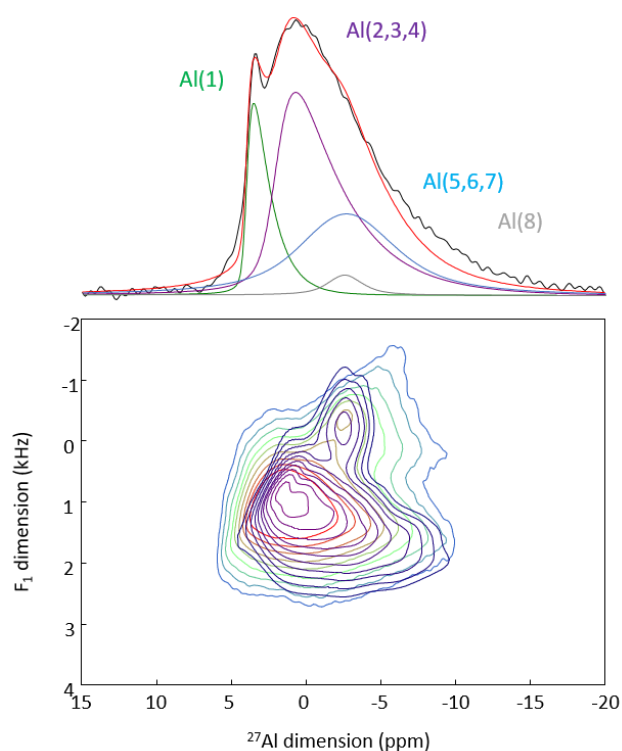 Al(2,3,4)
Al(1)
Al(5,6,7)
Al(8)
-2
-1
0
1
2
3
4
F₁ dimension (kHz)
15 10 5 0 -5 -10 -15 -20
²⁷Al dimension (ppm)